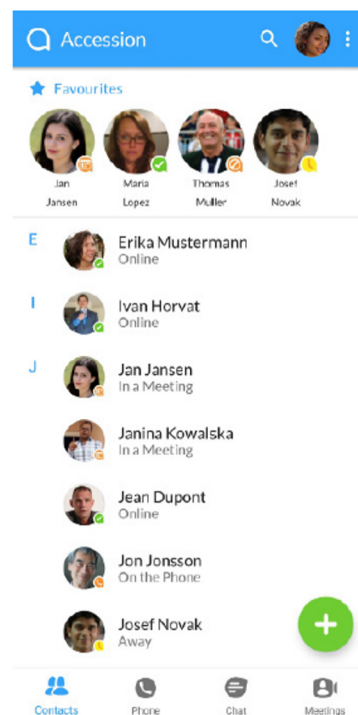 Accession
Favourites
Jan Jansen
Maria Lopez
Thomas Muller
Josef Novak
E
Erika Mustermann
Online
I
Ivan Horvat
Online
J
Jan Jansen
In a Meeting
Janina Kowalska
In a Meeting
Jean Dupont
Online
Jon Jonsson
On the Phone
Josef Novak
Away
Contacts
Phone
Chat
Meetings